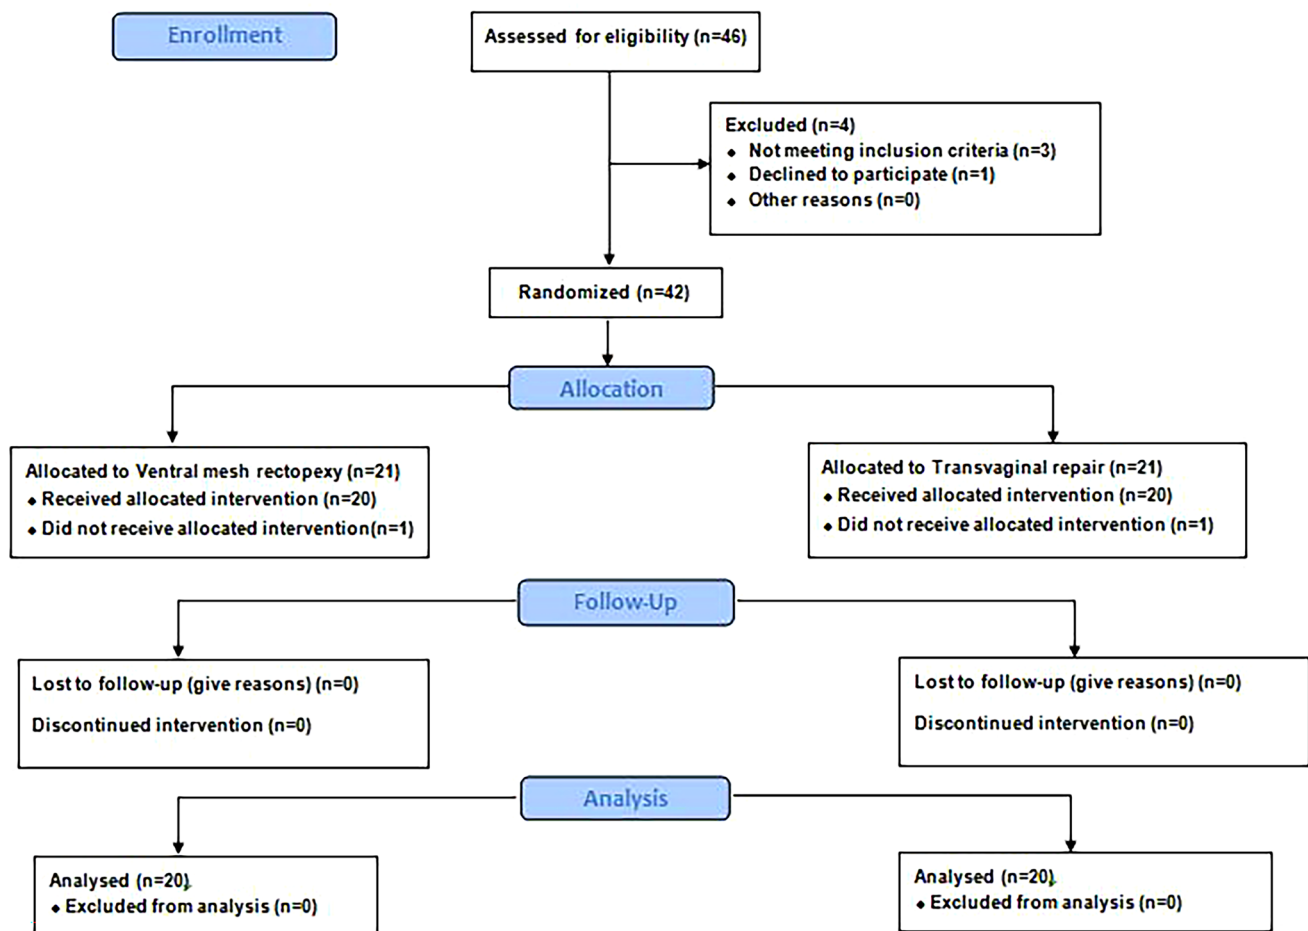 Enrollment
Assessed for eligibility (n=46)
Excluded (n=4)
⬥ Not meeting inclusion criteria (n=3)
⬥ Declined to participate (n=1)
⬥ Other reasons (n=0)
Randomized (n=42)
Allocation
Allocated to Ventral mesh rectopexy (n=21)
⬥ Received allocated intervention (n=20)
⬥ Did not receive allocated intervention(n=1)
Allocated to Transvaginal repair (n=21)
⬥ Received allocated intervention (n=20)
⬥ Did not receive allocated intervention (n=1)
Follow-Up
Lost to follow-up (give reasons) (n=0)
Discontinued intervention (n=0)
Lost to follow-up (give reasons) (n=0)
Discontinued intervention (n=0)
Analysis
Analysed (n=20)
⬥ Excluded from analysis (n=0)
Analysed (n=20)
⬥ Excluded from analysis (n=0)